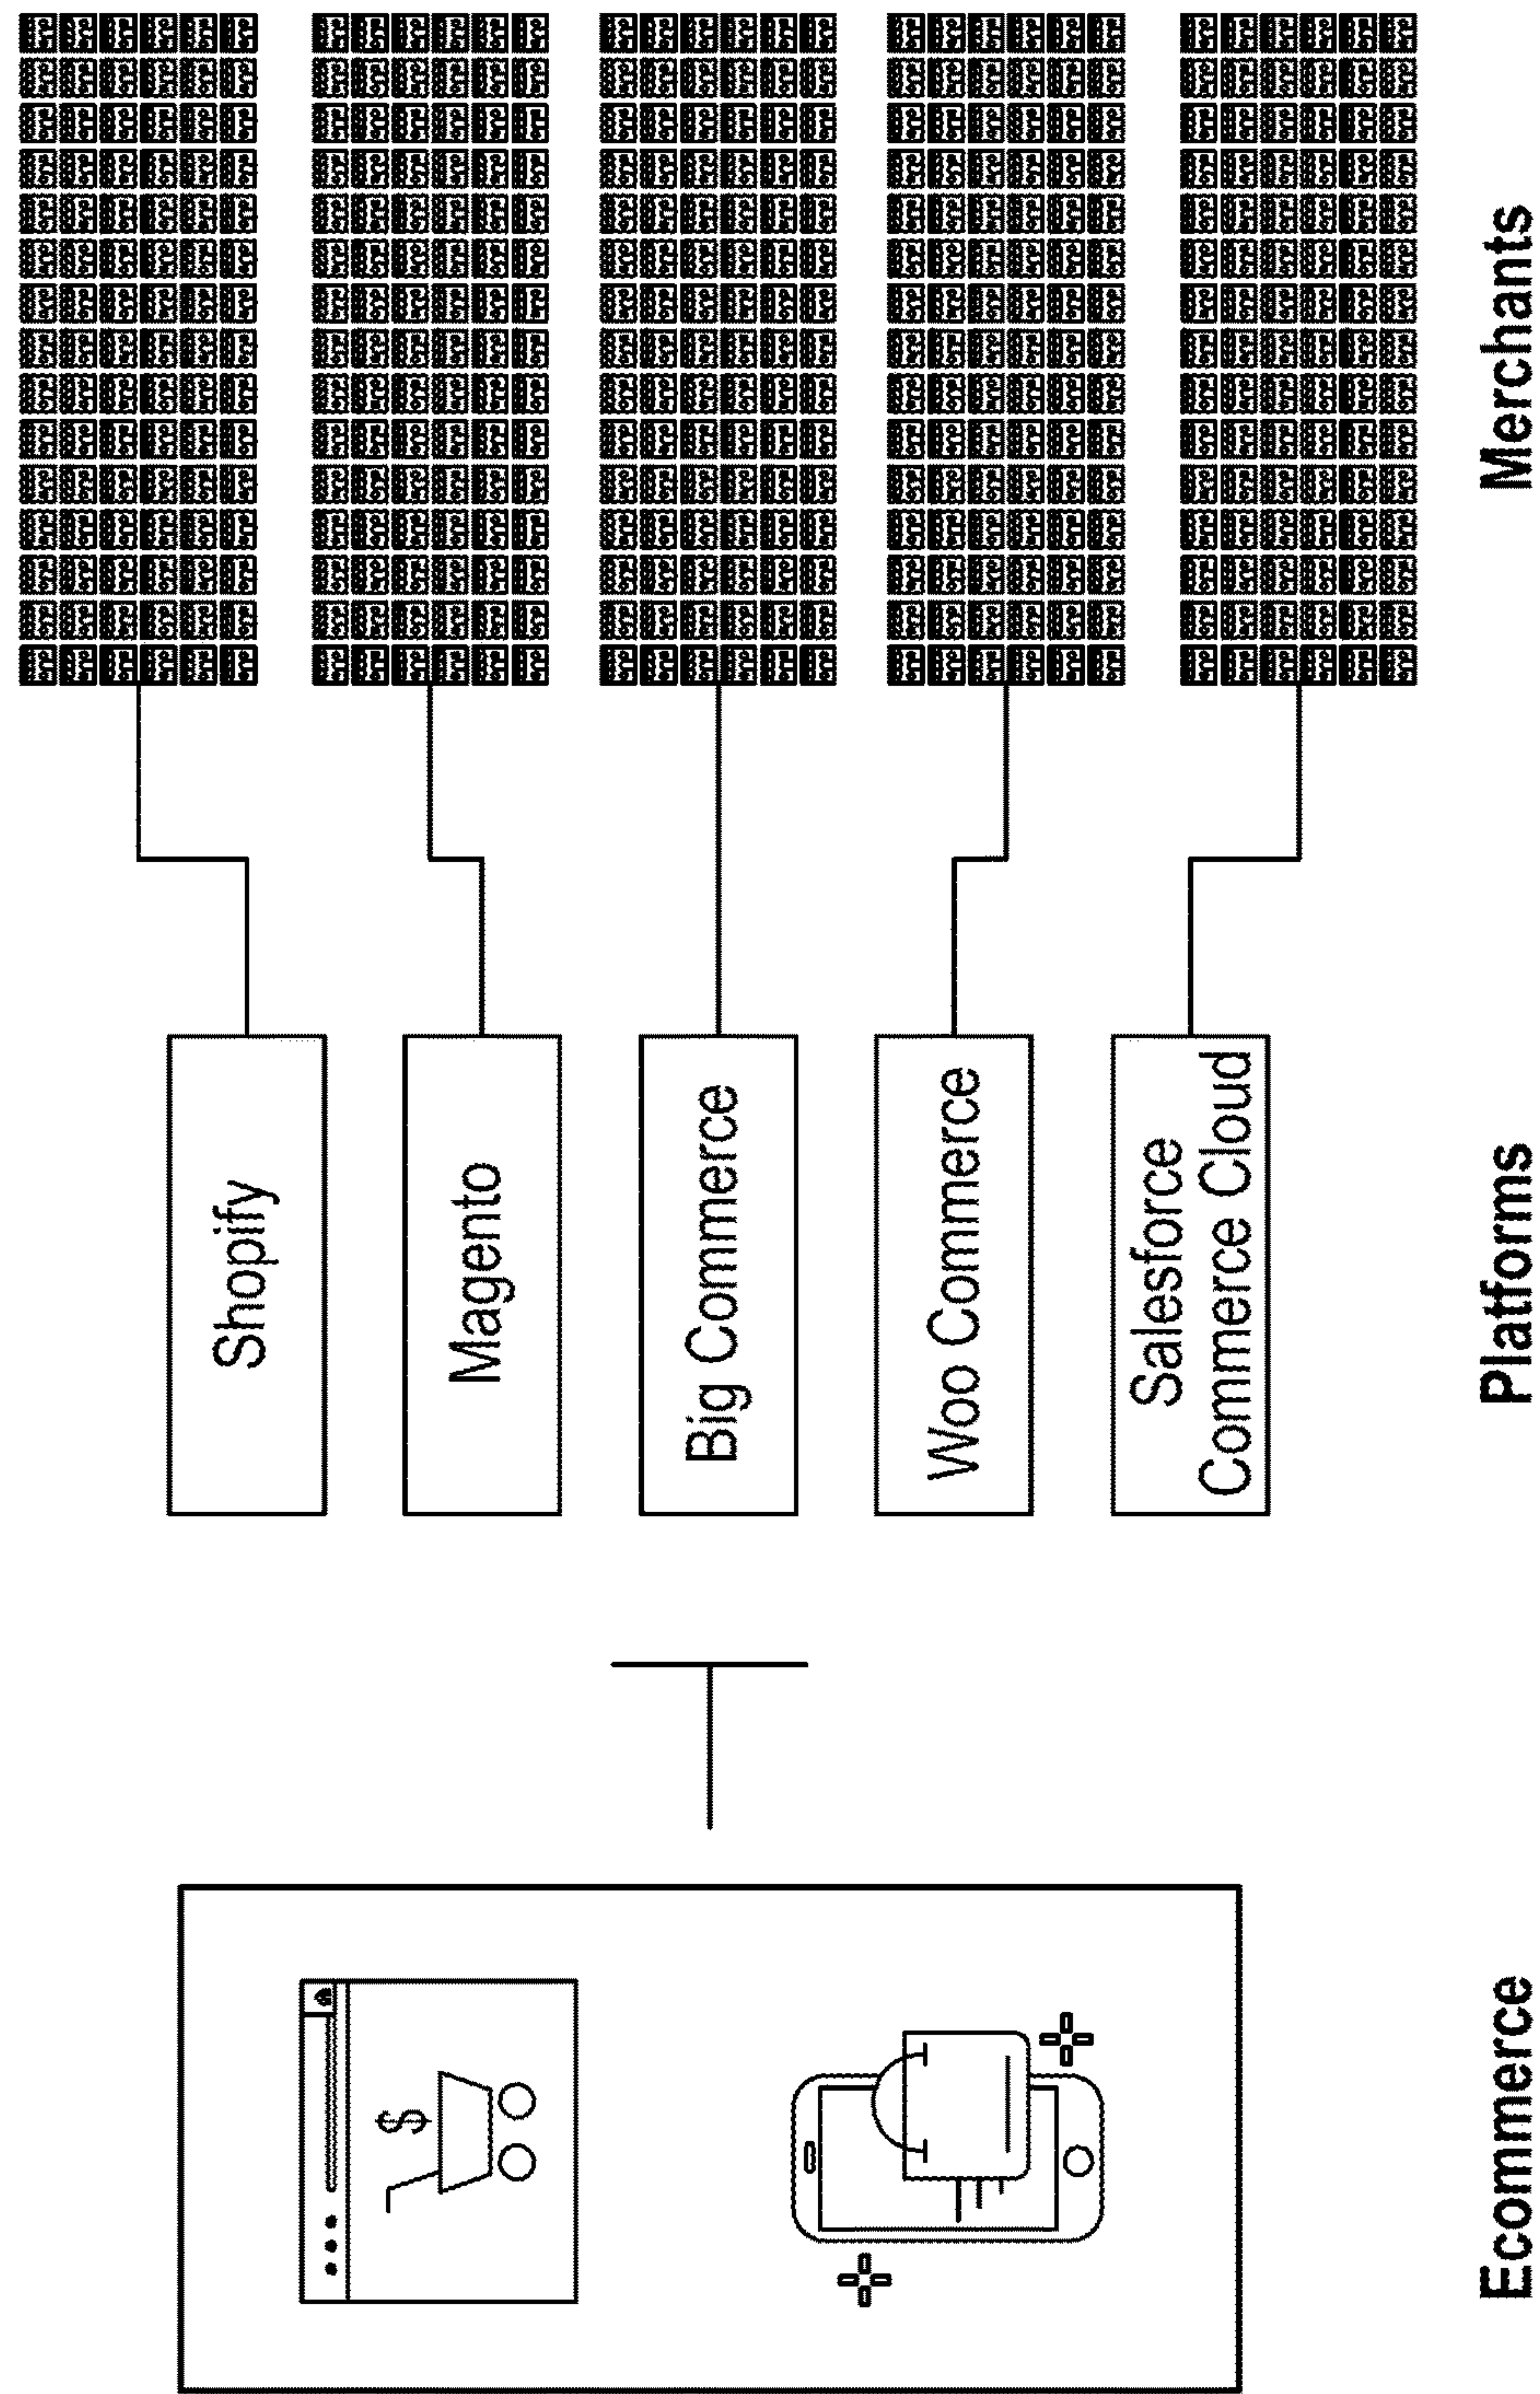 Shopify
Magento
Big Commerce
Woo Commerce
Salesforce
Commerce Cloud
$
Ecommerce
Platforms
Merchants